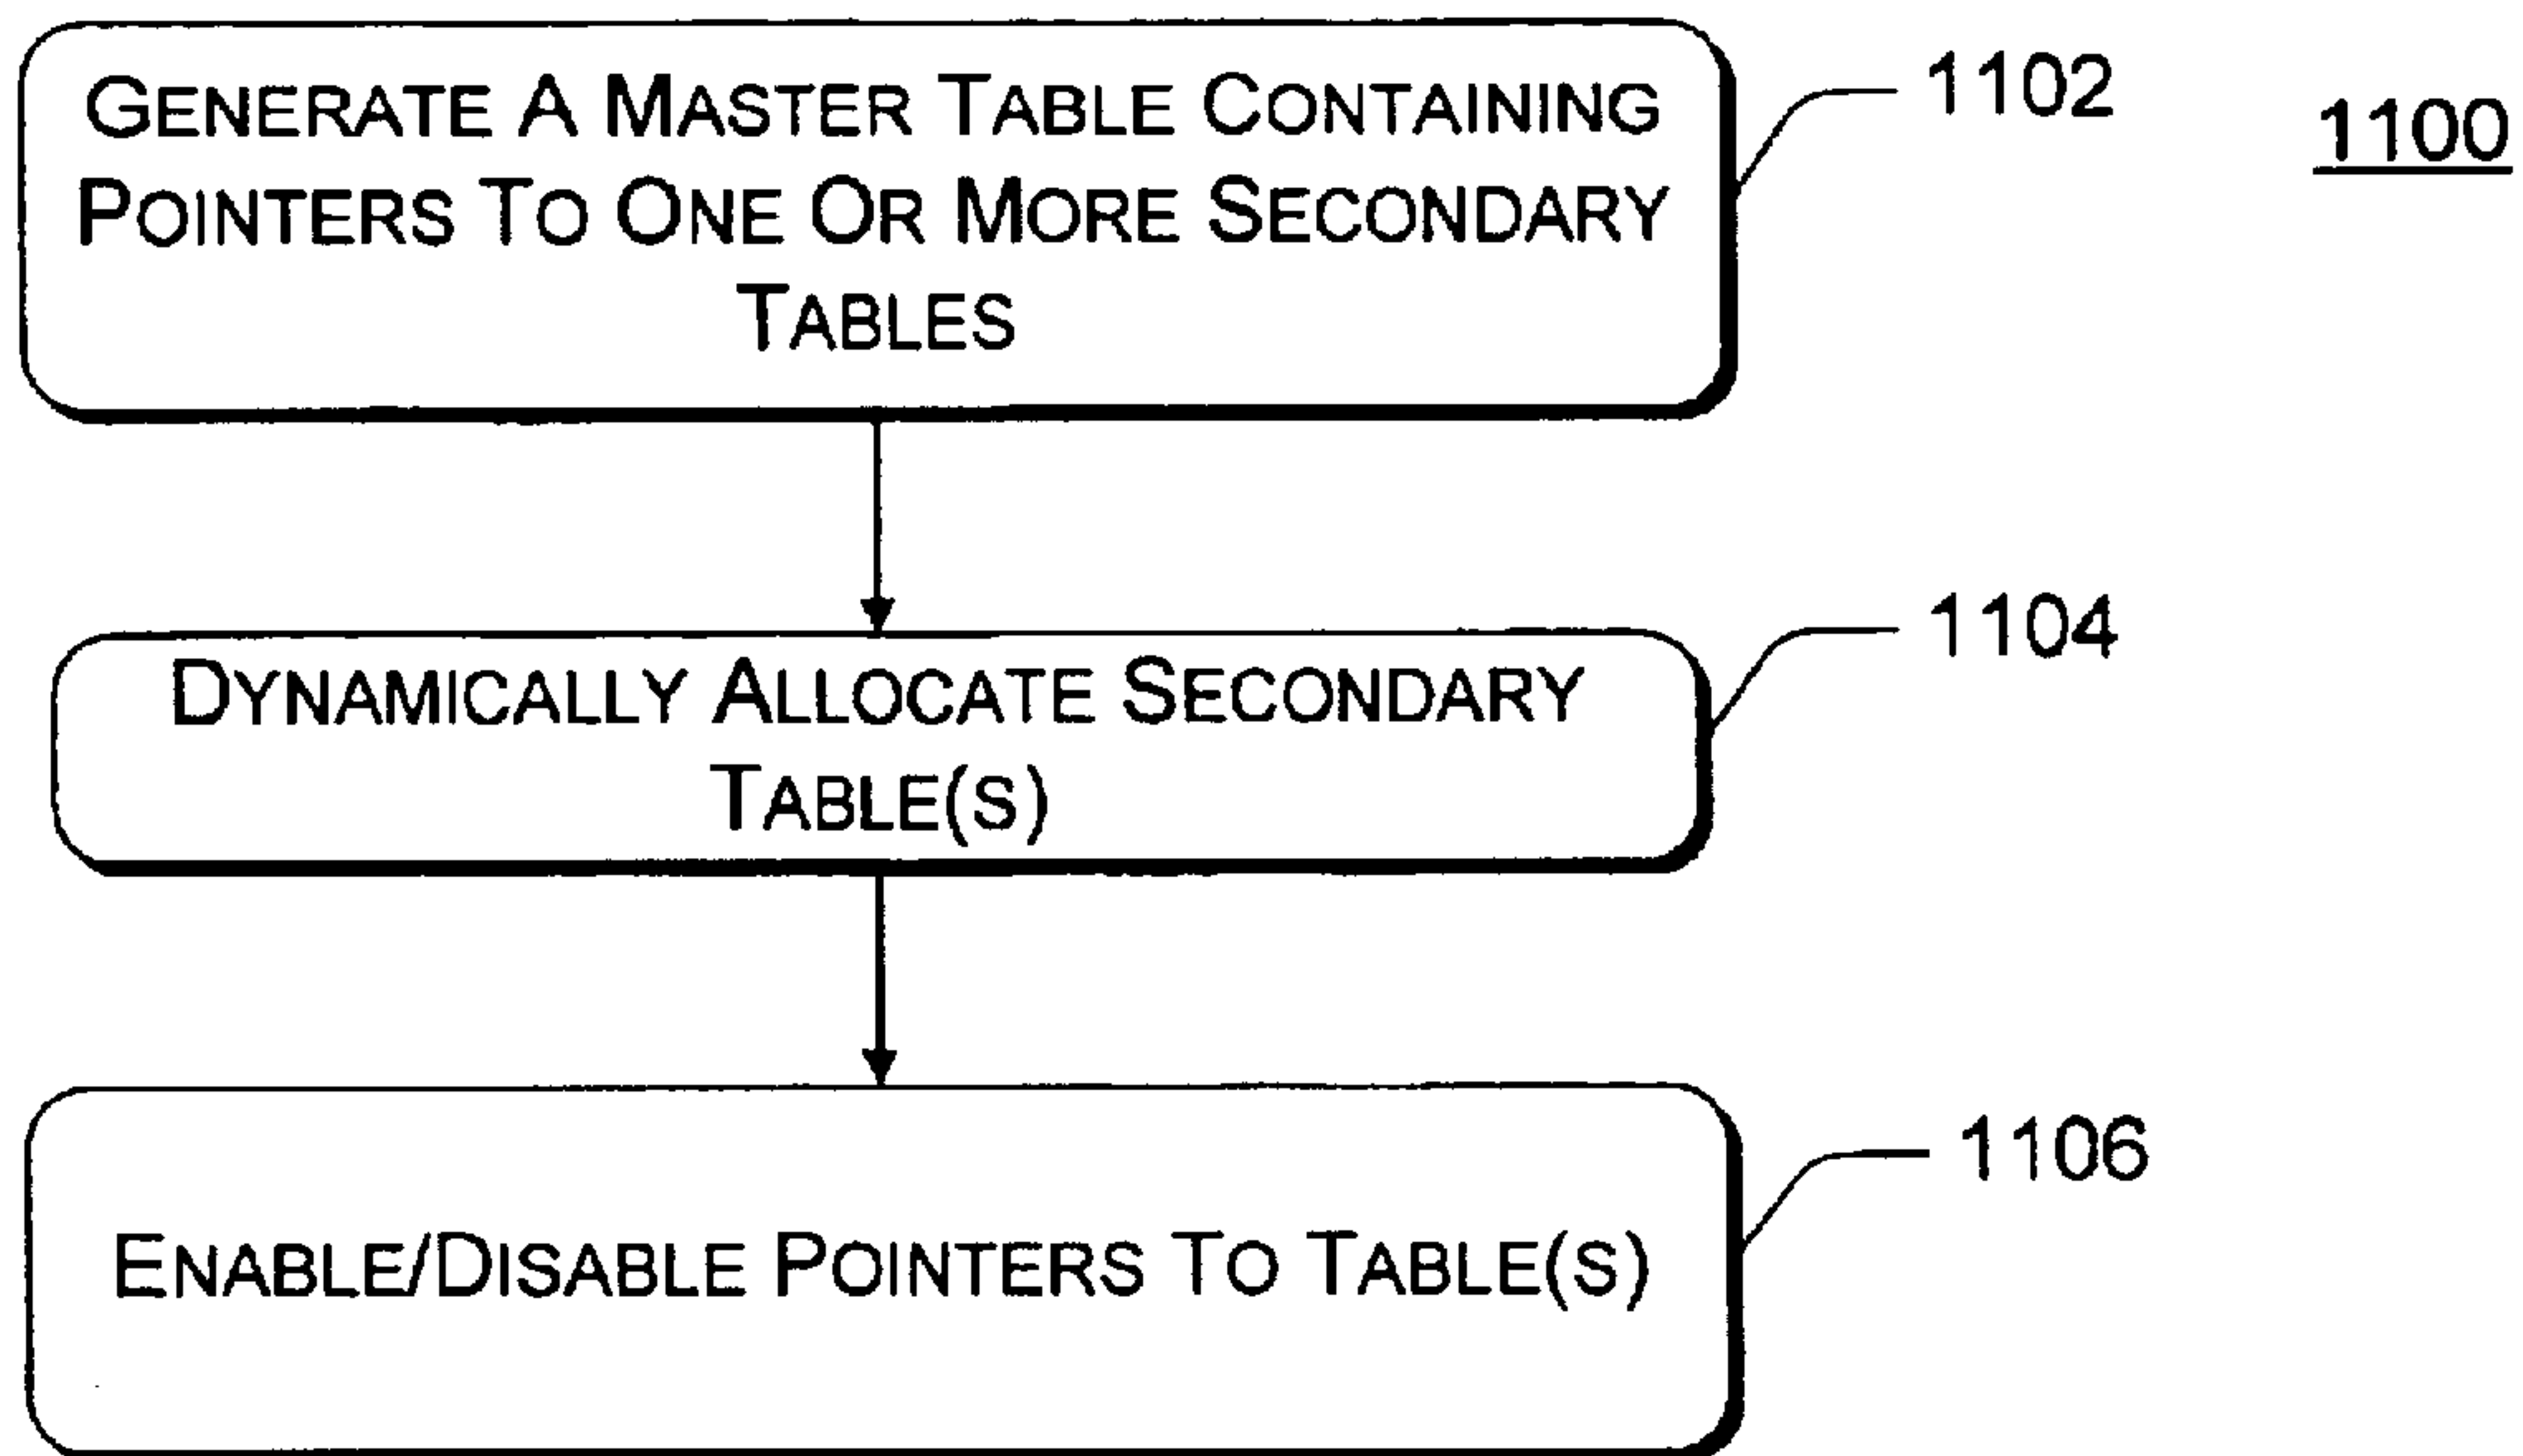 GENERATE A MASTER TABLE CONTAINING
POINTERS TO ONE OR MORE SECONDARY
TABLES
1102
1100
DYNAMICALLY ALLOCATE SECONDARY
TABLE(S)
1104
ENABLE/DISABLE POINTERS TO TABLE(S)
1106